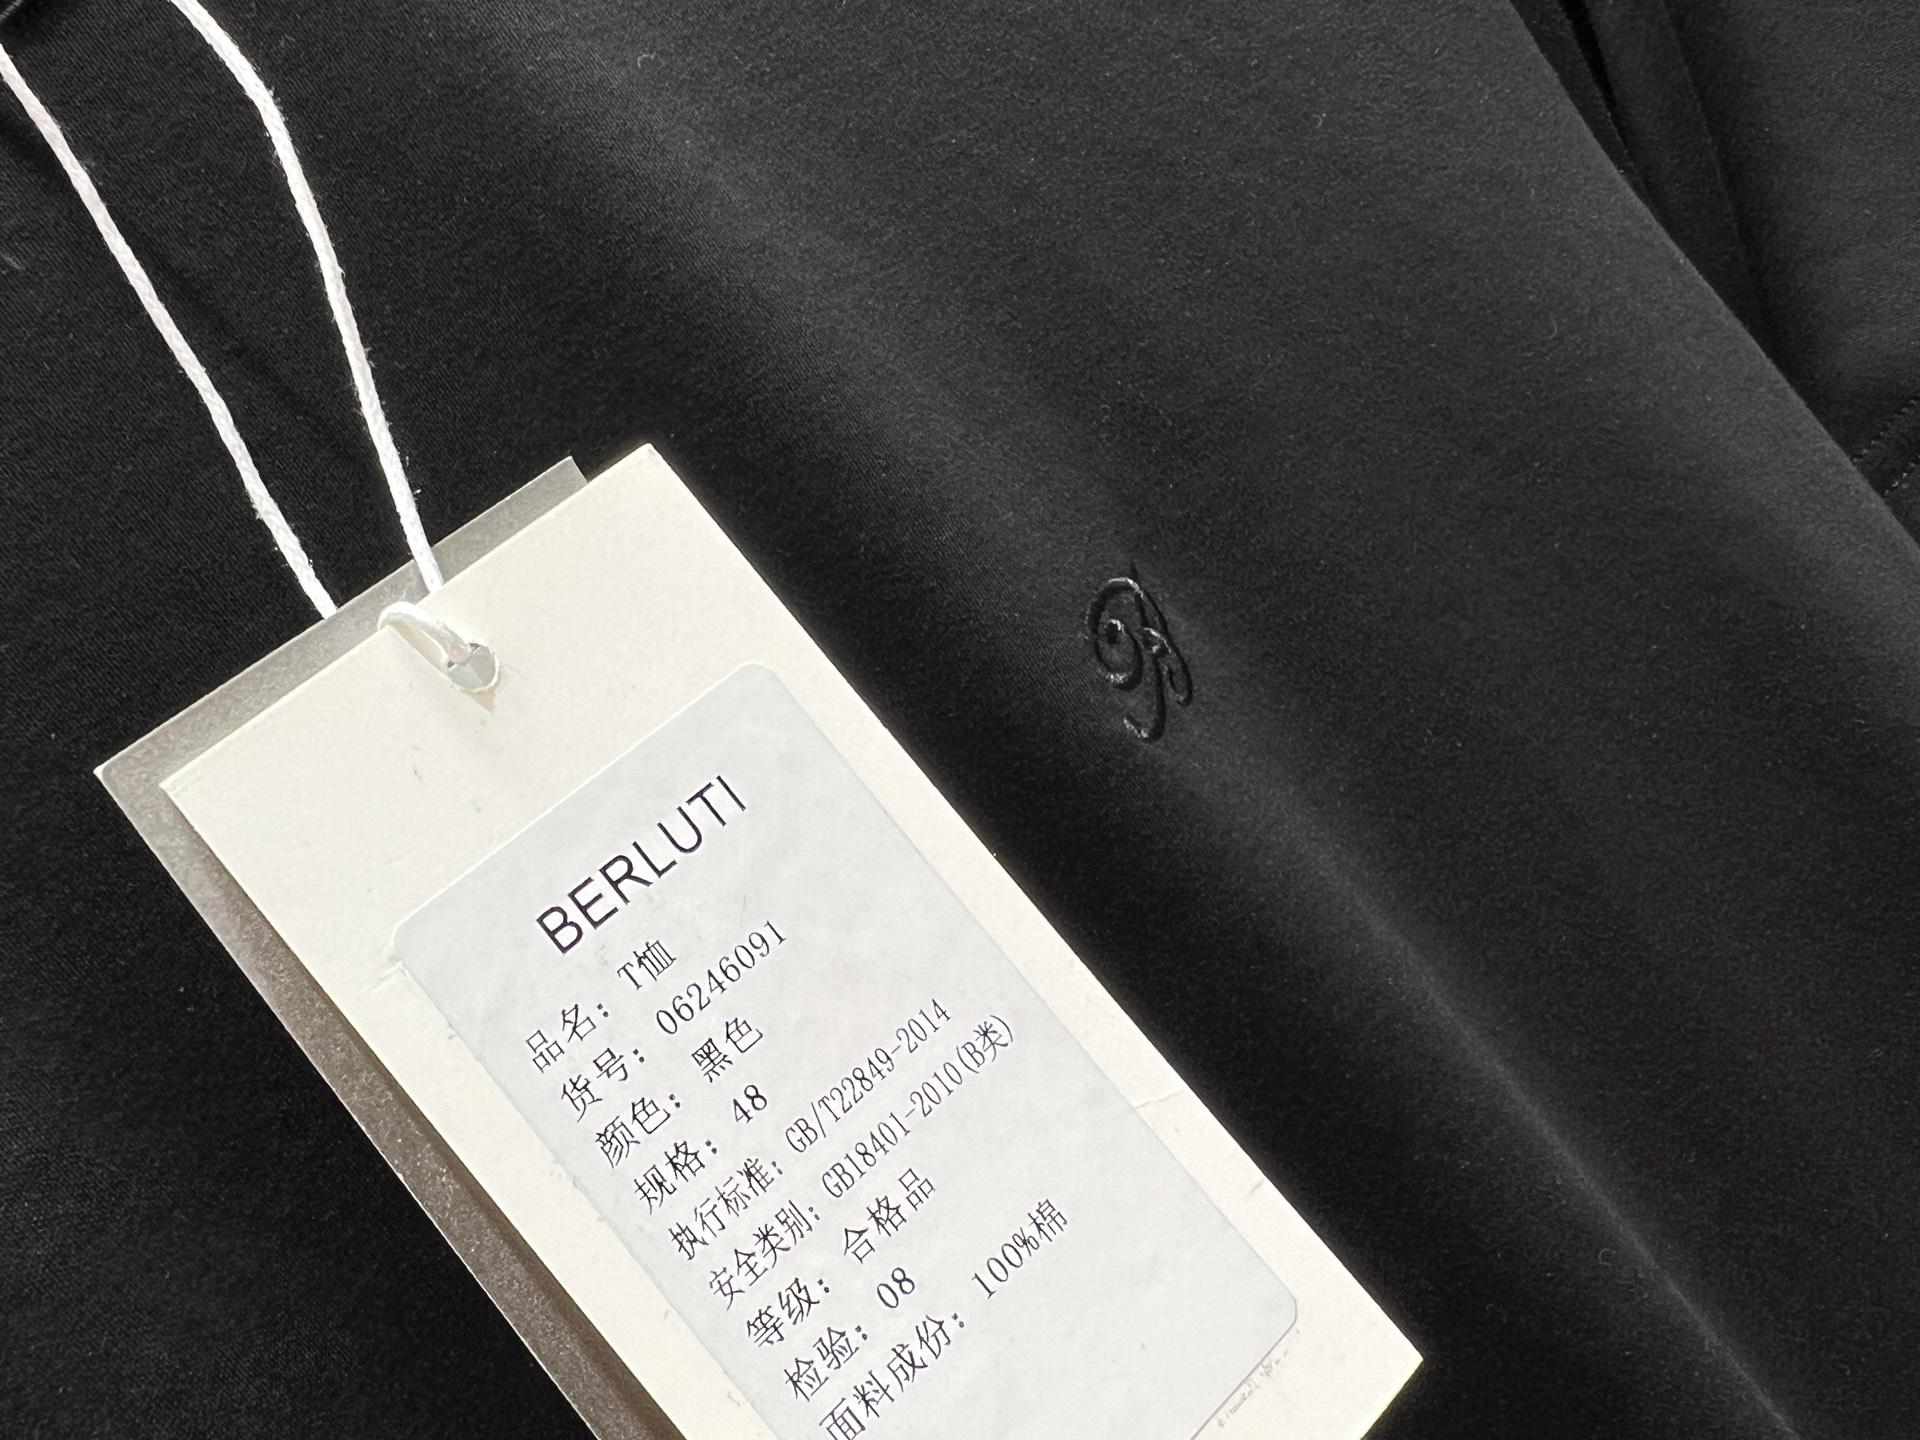 BERLUTI
品名： T恤
货号： 06246091
颜色： 黑色
规格： 48
执行标准： GB/T22849-2014
安全类别： GB18401-2010(B类)
等级： 合格品
检验： 08
面料成份： 100%棉